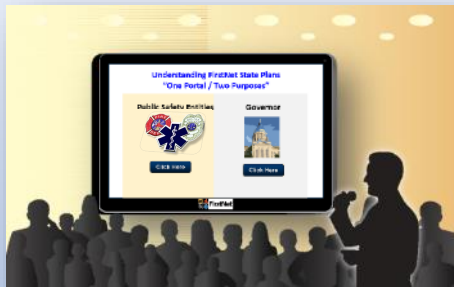 Understanding FirstNet State Plans
"One Portal / Two Purposes"
Public Safety Entities
Governor
Click Here
Click Here
FirstNet